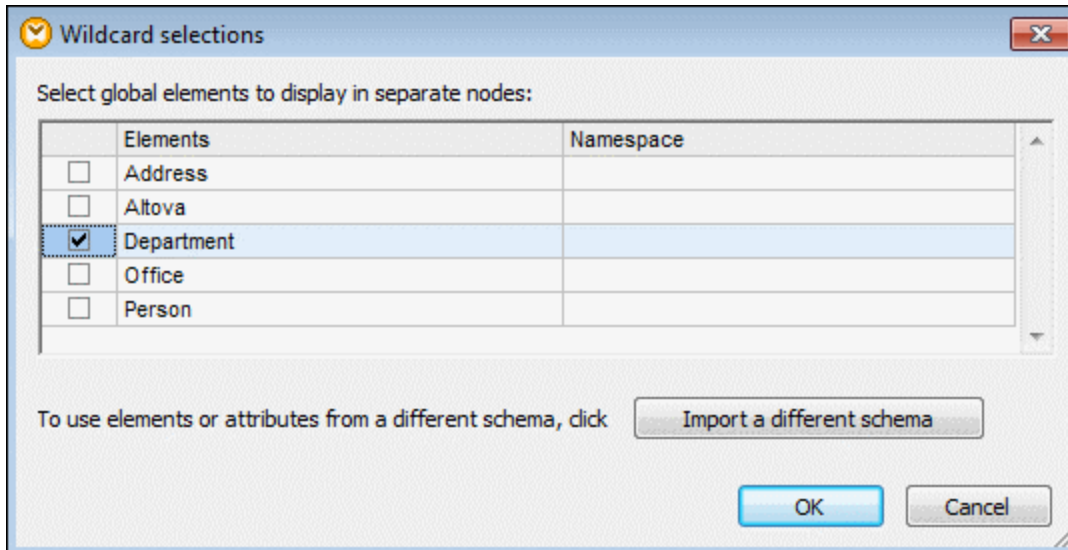 Wildcard selections
Select global elements to display in separate nodes:
Elements Namespace
Address
Altova
Department
Office
Person
To use elements or attributes from a different schema, click Import a different schema
OK Cancel